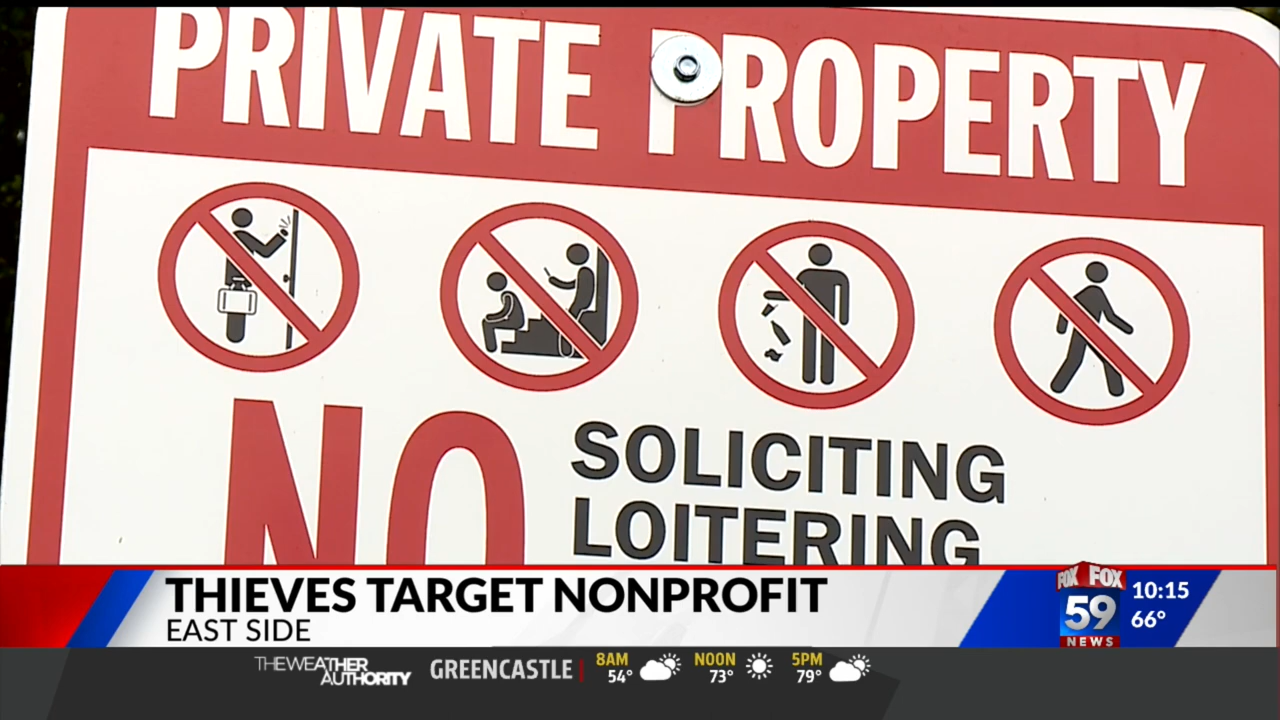 PRIVATE PROPERTY
NO
SOLICITING
LOITERING
THIEVES TARGET NONPROFIT
EAST SIDE
FOX FOX
59
NEWS
10:15
66°
THE WEATHER
AUTHORITY
GREENCASTLE
8AM
54°
NOON
73°
5PM
79°